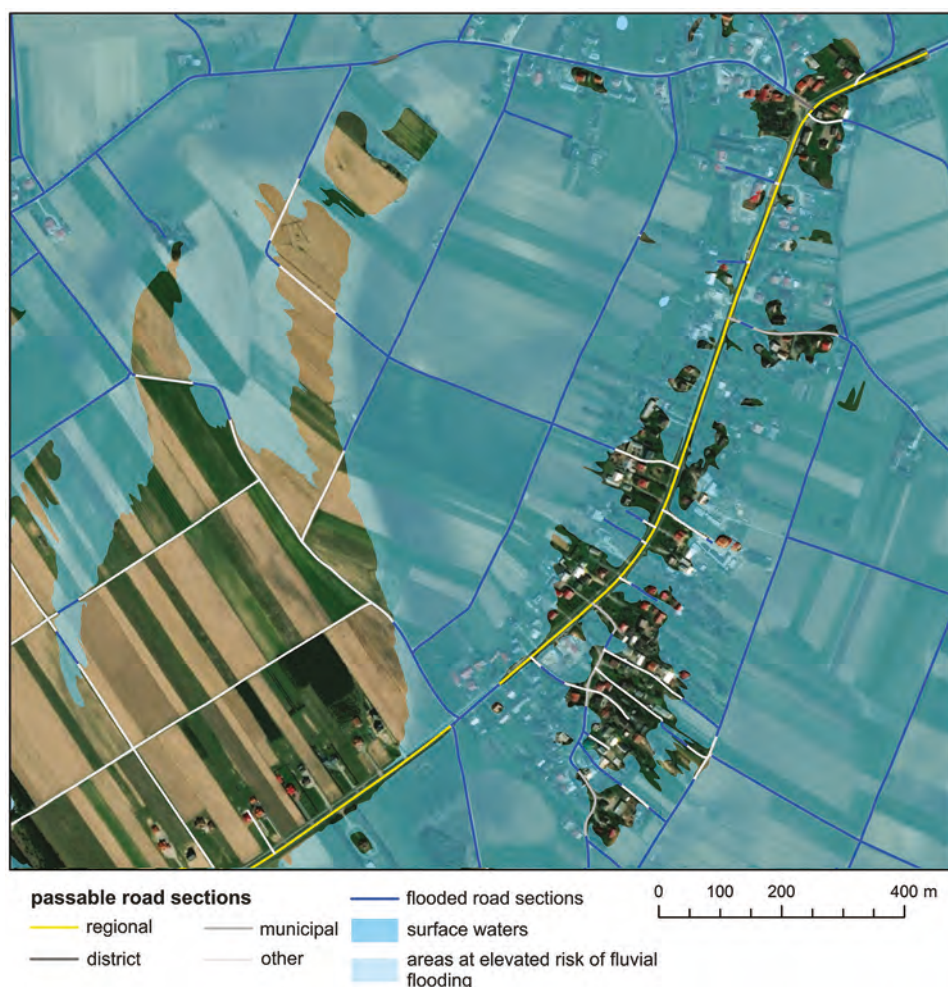 passable road sections
regional
district
municipal
other
flooded road sections
surface waters
areas at elevated risk of fluvial
flooding
0 100 200 400 m